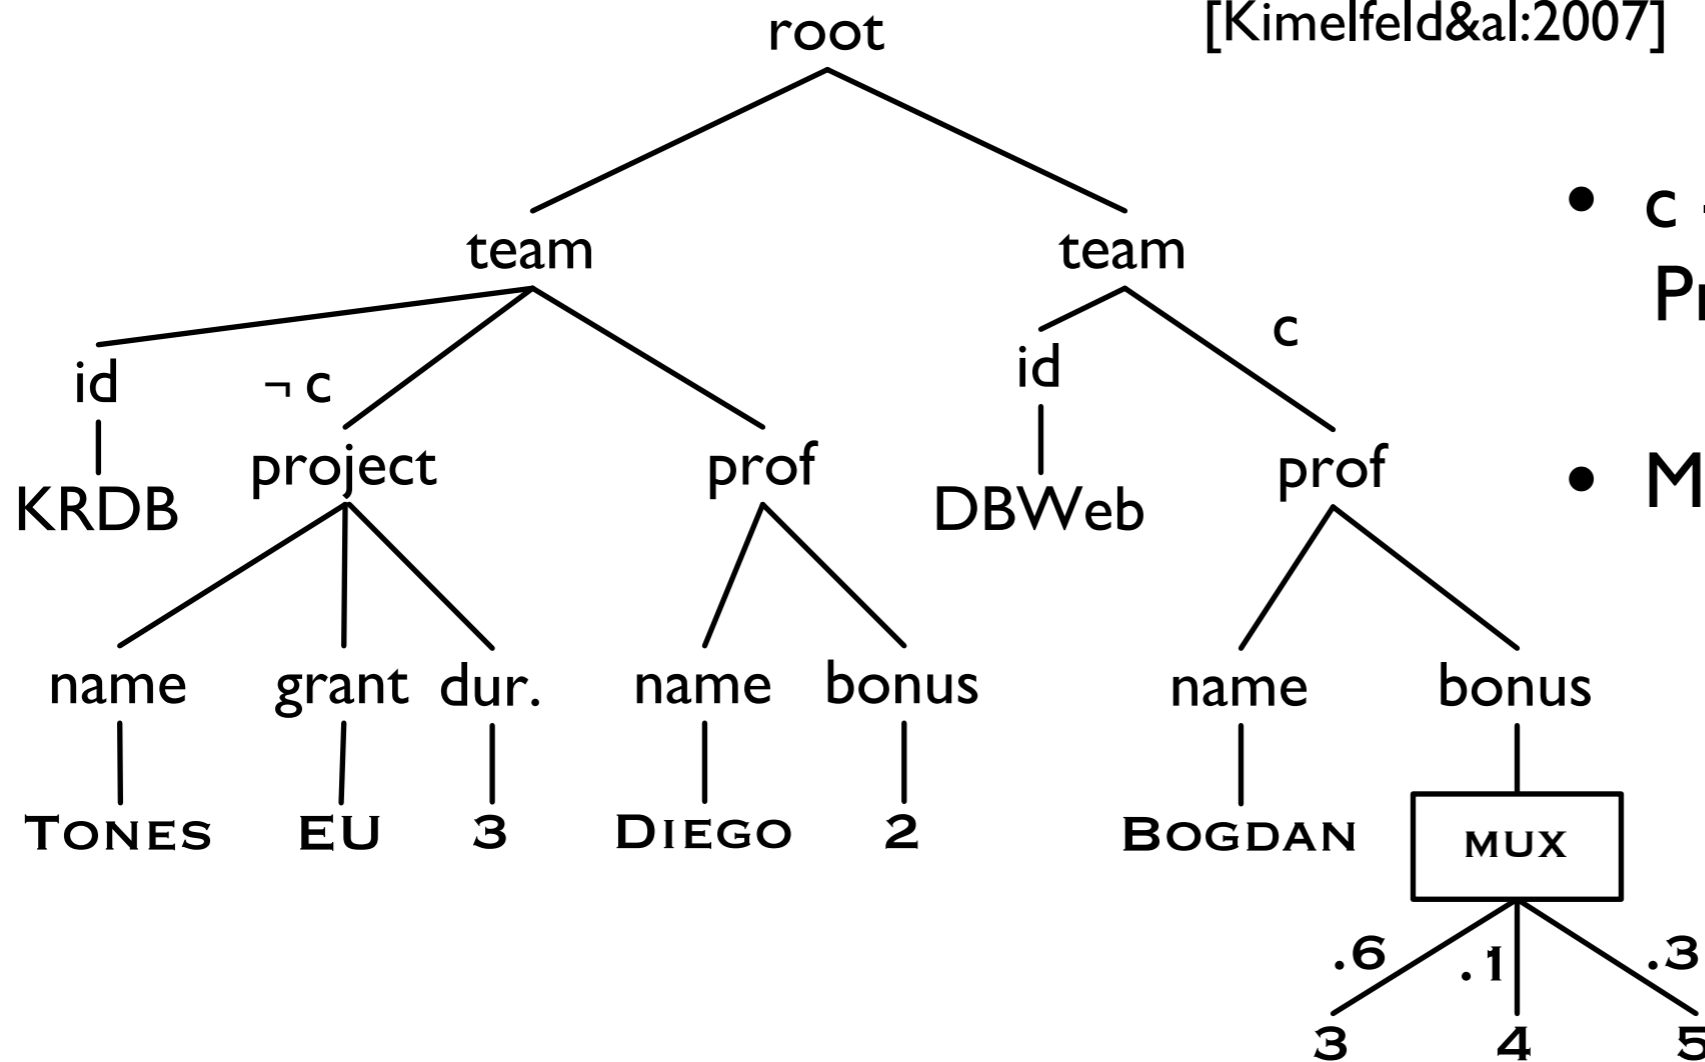 root
[Kimelfeld&al:2007]
team
team
• c
c
id
¬ c
id
project
prof
prof
• M
KRDB
DBWeb
name
grant
dur.
name
bonus
name
bonus
TONES
EU
3
DIEGO
2
BOGDAN
MUX
.6
.1
.3
3
4
5